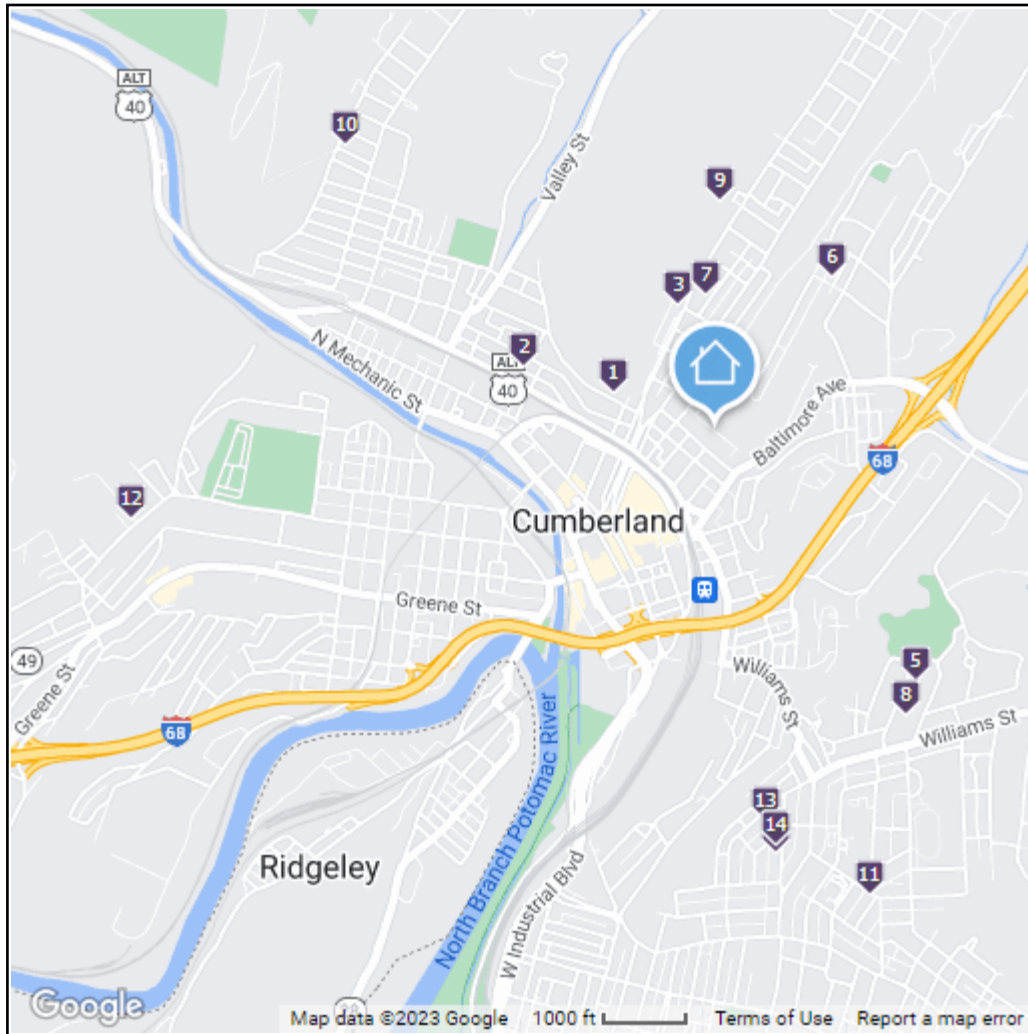 ALT
40
10
Valley St
9
6
3
7
2
N Mechanic St
ALT
40
1
Baltimore Ave
68
12
Cumberland
Greene St
49
Greene St
5
Williams St
8
68
Williams St
13
14
North Branch Potomac River
11
Ridgeley
W Industrial Blvd
Google
Map data ©2023 Google 1000 ft Terms of Use Report a map error